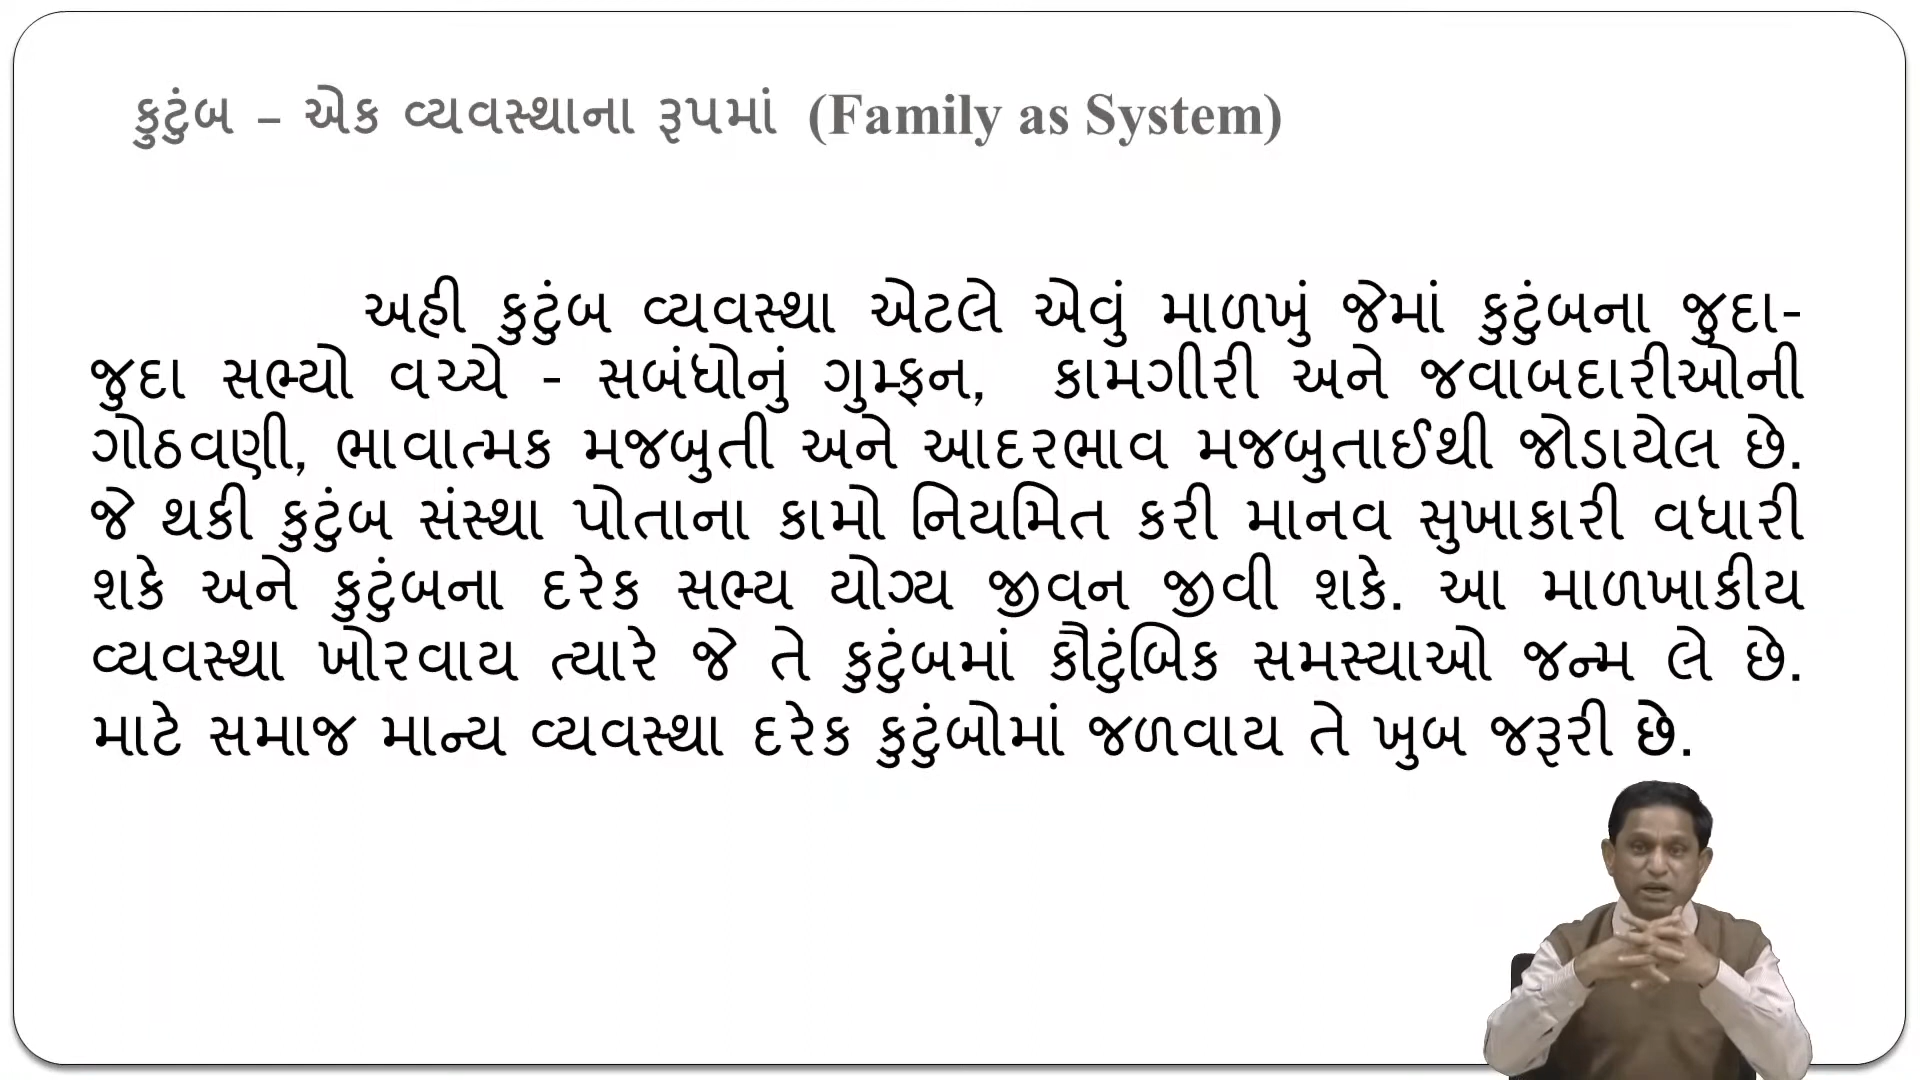 કુટુંબ – એક વ્યવસ્થાના રૂપમાં (Family as System)
અહી કુટુંબ વ્યવસ્થા એટલે એવું માળખું જેમાં કુટુંબના જુદા-
જુદા સભ્યો વચ્ચે - સબંધોનું ગુમ્ફન, કામગીરી અને જવાબદારીઓની
ગોઠવણી, ભાવાત્મક મજબુતી અને આદરભાવ મજબુતાઈથી જોડાયેલ છે.
જે થકી કુટુંબ સંસ્થા પોતાના કામો નિયમિત કરી માનવ સુખાકારી વધારી
શકે અને કુટુંબના દરેક સભ્ય યોગ્ય જીવન જીવી શકે. આ માળખાકીય
વ્યવસ્થા ખોરવાય ત્યારે જે તે કુટુંબમાં કૌટુંબિક સમસ્યાઓ જન્મ લે છે.
માટે સમાજ માન્ય વ્યવસ્થા દરેક કુટુંબોમાં જળવાય તે ખુબ જરૂરી છે.